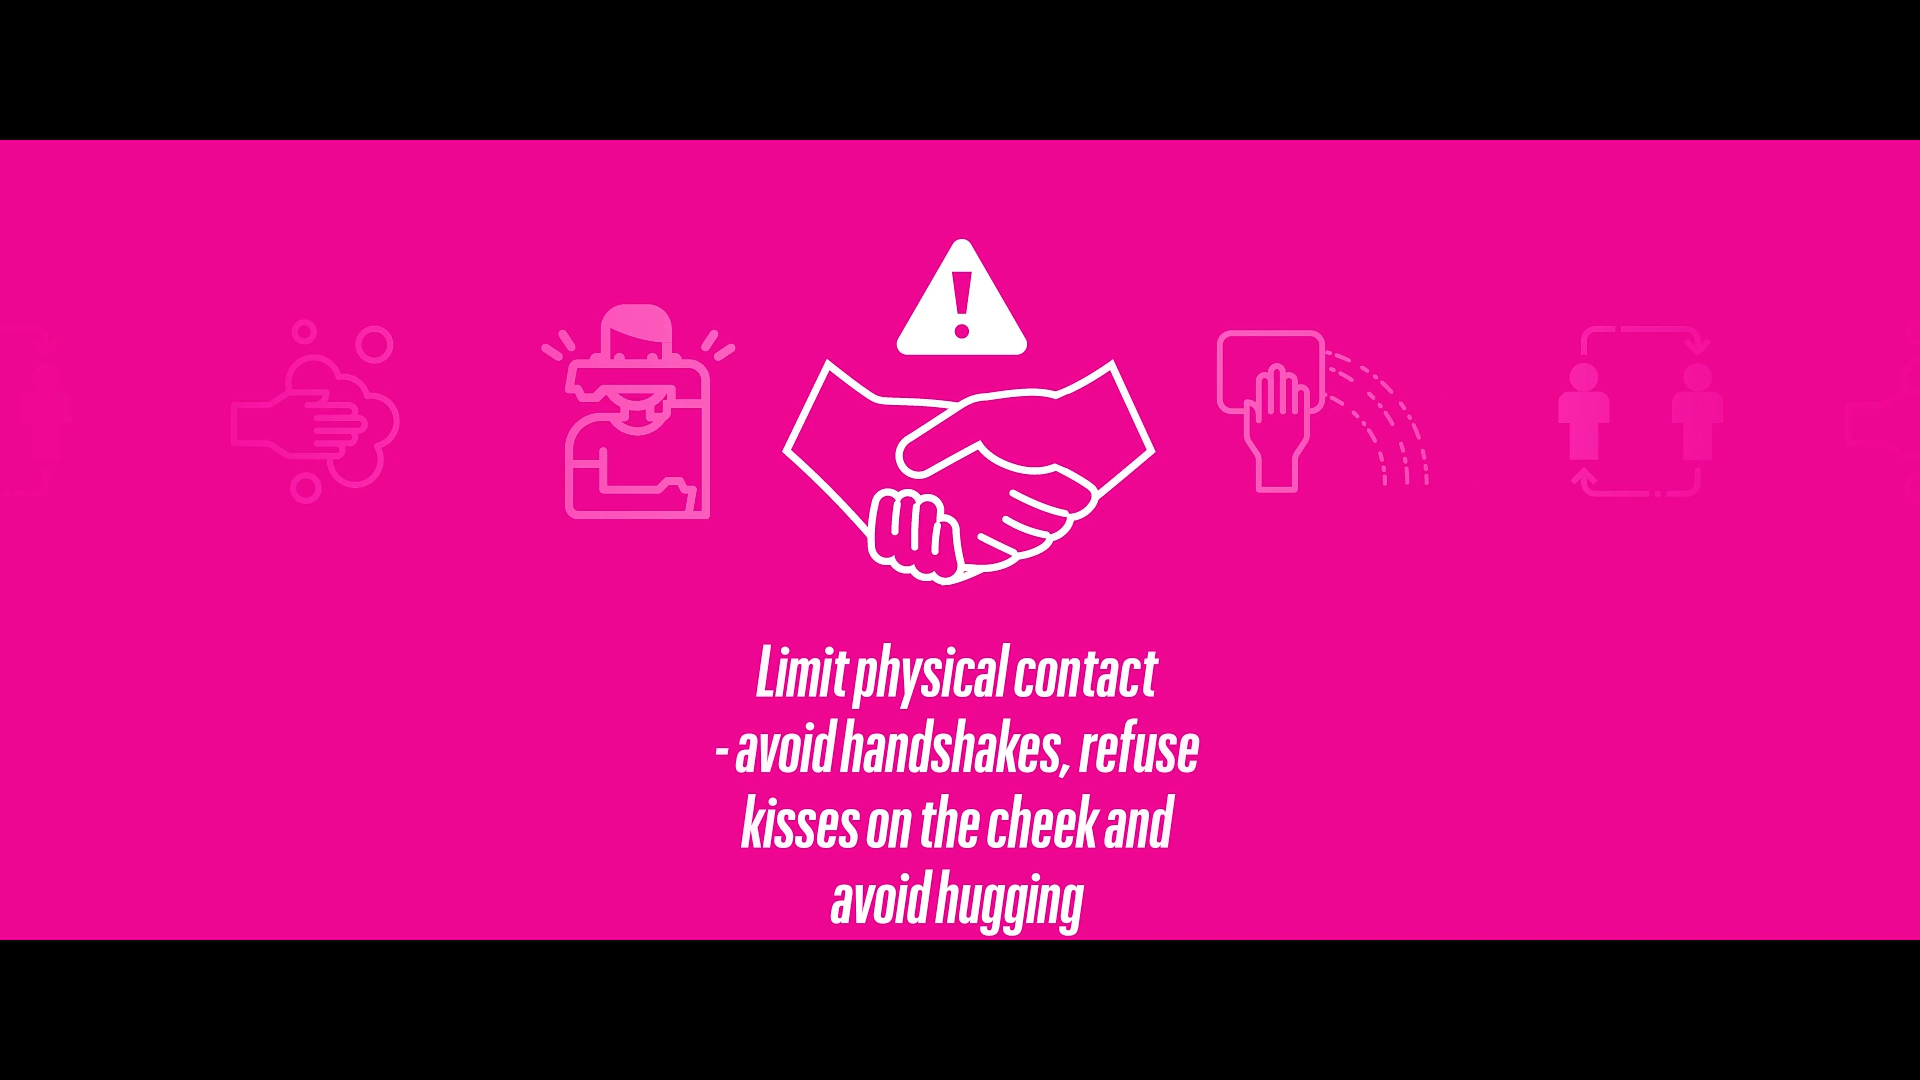 Limit physical contact
- avoid handshakes, refuse
kisses on the cheek and
avoid hugging